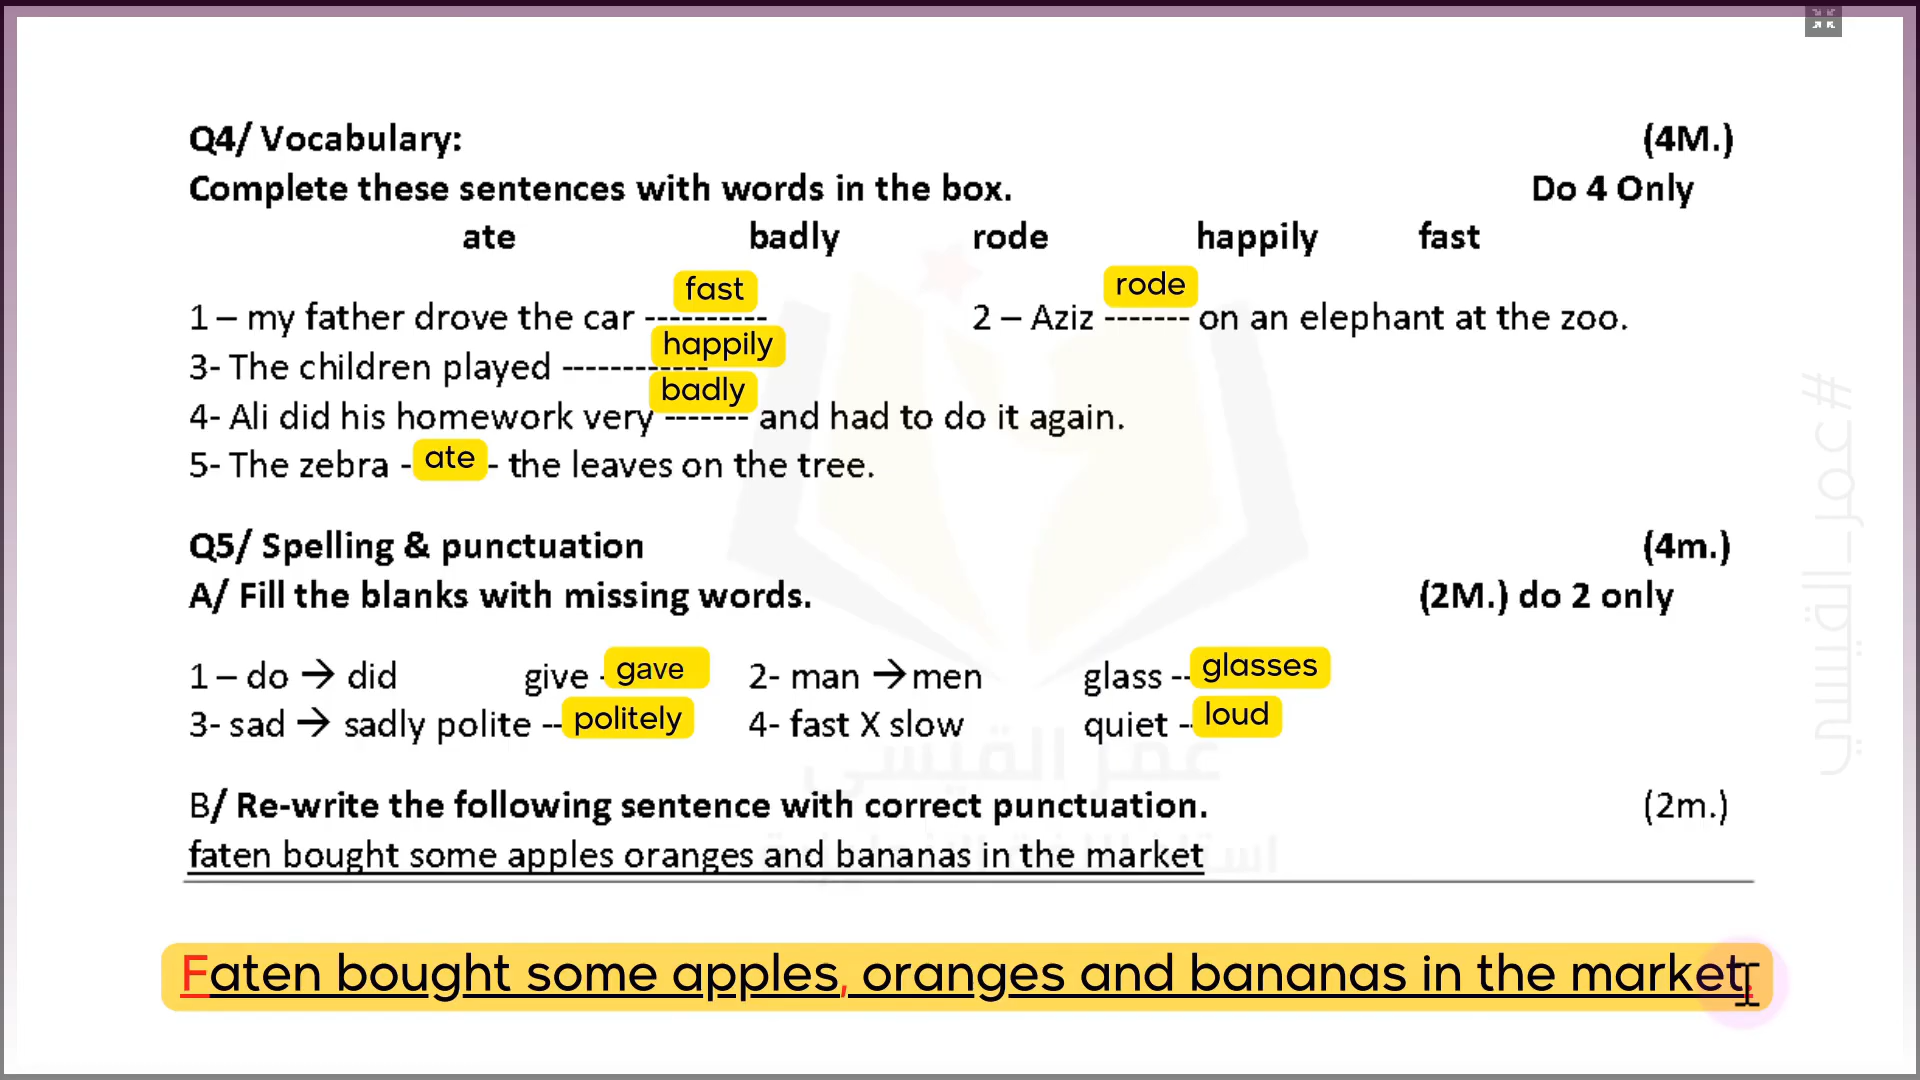 Q4/ Vocabulary: (4M.)
Complete these sentences with words in the box. Do 4 Only
ate badly rode happily fast
1 – my father drove the car ---------- fast 2 – Aziz ------- rode on an elephant at the zoo.
3- The children played ------------ happily
4- Ali did his homework very ------- badly and had to do it again.
5- The zebra - ate - the leaves on the tree.
Q5/ Spelling & punctuation (4m.)
A/ Fill the blanks with missing words. (2M.) do 2 only
1 – do → did give - gave 2- man → men glass -- glasses
3- sad → sadly polite -- politely 4- fast X slow quiet - loud
عمر القيسي
B/ Re-write the following sentence with correct punctuation. (2m.)
faten bought some apples oranges and bananas in the market
Faten bought some apples, oranges and bananas in the market.
#عمر_القيسي